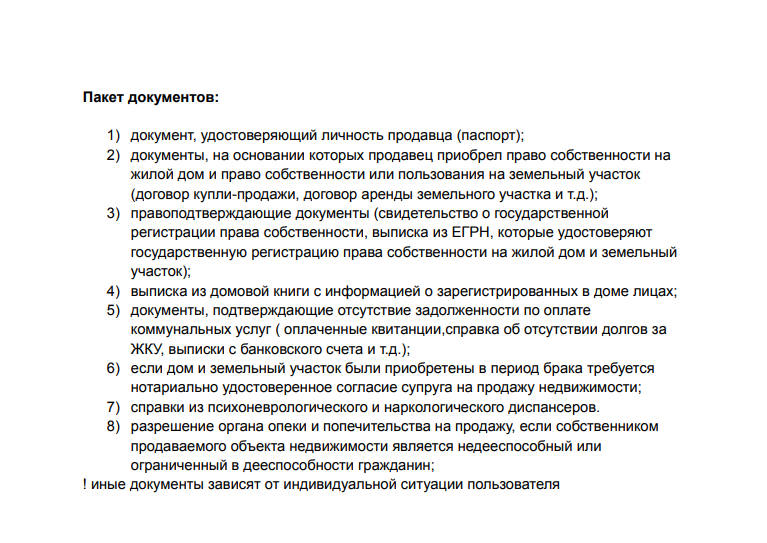 Пакет документов:
1) документ, удостоверяющий личность продавца (паспорт);
2) документы, на основании которых продавец приобрел право собственности на
жилой дом и право собственности или пользования на земельный участок
(договор купли-продажи, договор аренды земельного участка и т.д.);
3) правоподтверждающие документы (свидетельство о государственной
регистрации права собственности, выписка из ЕГРН, которые удостоверяют
государственную регистрацию права собственности на жилой дом и земельный
участок);
4) выписка из домовой книги с информацией о зарегистрированных в доме лицах;
5) документы, подтверждающие отсутствие задолженности по оплате
коммунальных услуг ( оплаченные квитанции,справка об отсутствии долгов за
ЖКУ, выписки с банковского счета и т.д.);
6) если дом и земельный участок были приобретены в период брака требуется
нотариально удостоверенное согласие супруга на продажу недвижимости;
7) справки из психоневрологического и наркологического диспансеров.
8) разрешение органа опеки и попечительства на продажу, если собственником
продаваемого объекта недвижимости является недееспособный или
ограниченный в дееспособности гражданин;
! иные документы зависят от индивидуальной ситуации пользователя